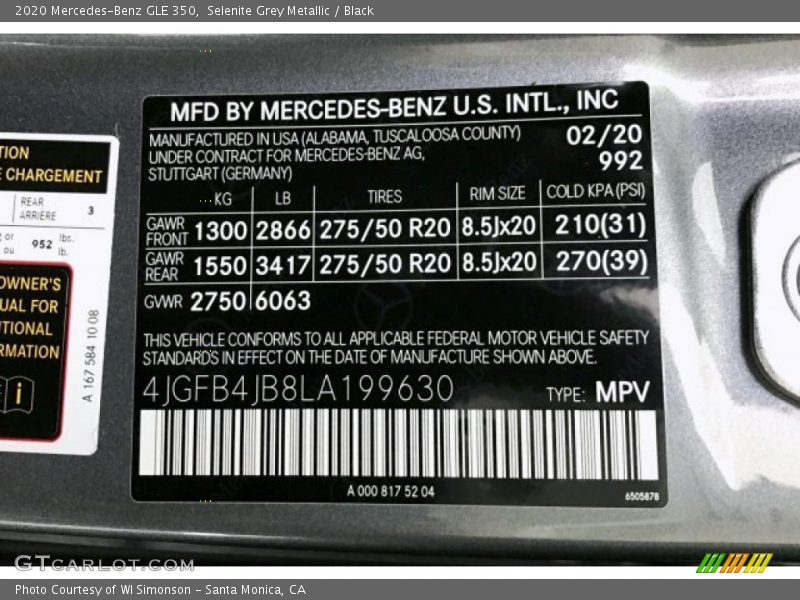 2020 Mercedes-Benz GLE 350,  Selenite Grey Metallic / Black
MFD BY MERCEDES-BENZ U.S. INTL., INC
MANUFACTURED IN USA (ALABAMA, TUSCALOOSA COUNTY)
UNDER CONTRACT FOR MERCEDES-BENZ AG,
STUTTGART (GERMANY)
02/20
992
KG LB TIRES RIM SIZE COLD KPA(PSI)
GAWR FRONT 1300 2866 275/50 R20 8.5Jx20 210(31)
GAWR REAR 1550 3417 275/50 R20 8.5Jx20 270(39)
GVWR 2750 6063
THIS VEHICLE CONFORMS TO ALL APPLICABLE FEDERAL MOTOR VEHICLE SAFETY
STANDARDS IN EFFECT ON THE DATE OF MANUFACTURE SHOWN ABOVE.
4JGFB4JB8LA199630 TYPE: MPV
A 000 817 52 04
6505878
TION
E CHARGEMENT
REAR
ARRIÈRE 3
or
ou 952 lbs.
lb.
OWNER'S
UAL FOR
ITIONAL
RMATION
i
A 167 584 10 08
GTCARLOT.COM
Photo Courtesy of WI Simonson - Santa Monica, CA